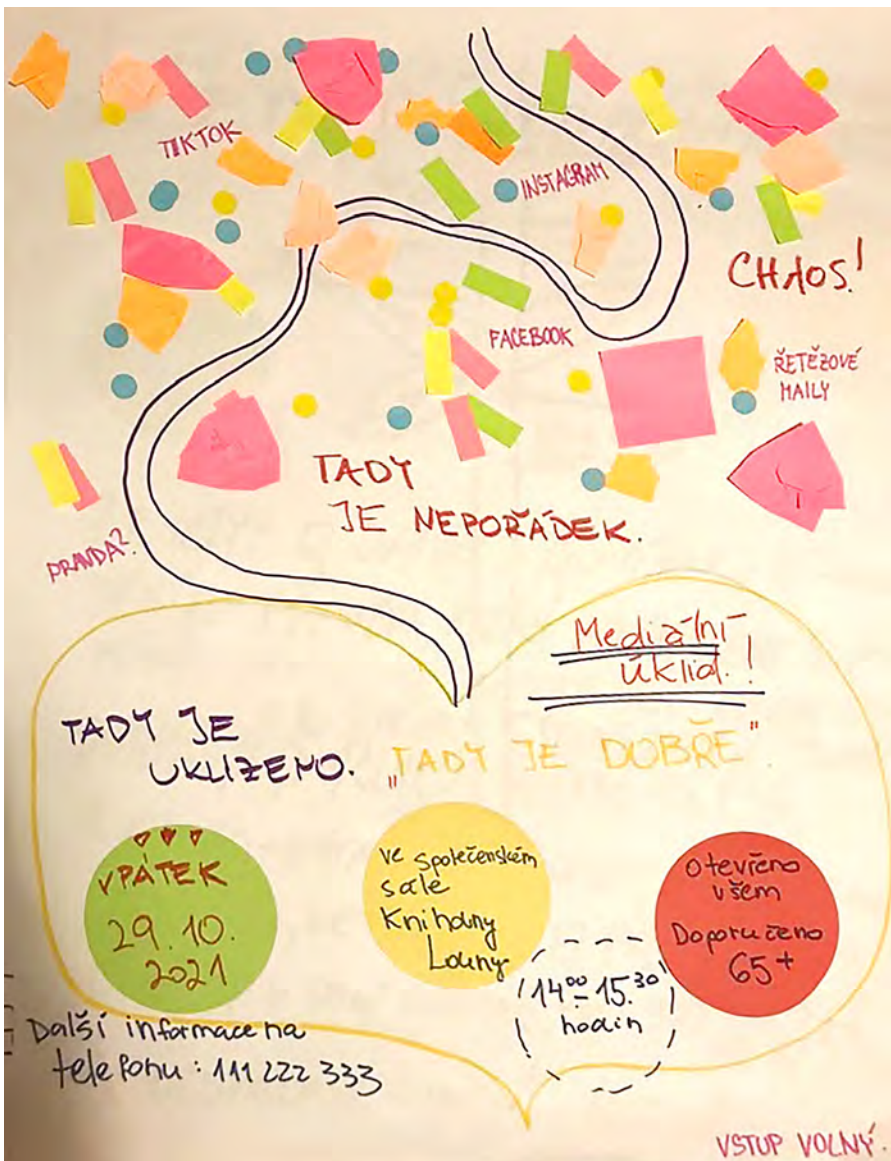 TIKTOK
INSTAGRAM
CHAOS!
FACEBOOK
ŘETĚZOVÉ
MAILY
TADY
JE NEPOŘÁDEK.
PRAVDA?
Mediální
úklid.!
TADY JE
UKLIZENO.
"TADY JE DOBŘE".
V PÁTEK
29.10.
2021
ve společenském
sále
Knihovny
Louny
14⁰⁰ – 15.³⁰
hodin
Otevřeno
všem
Doporučeno
65+
Další informace na
telefonu: 111 222 333
VSTUP VOLNÝ.